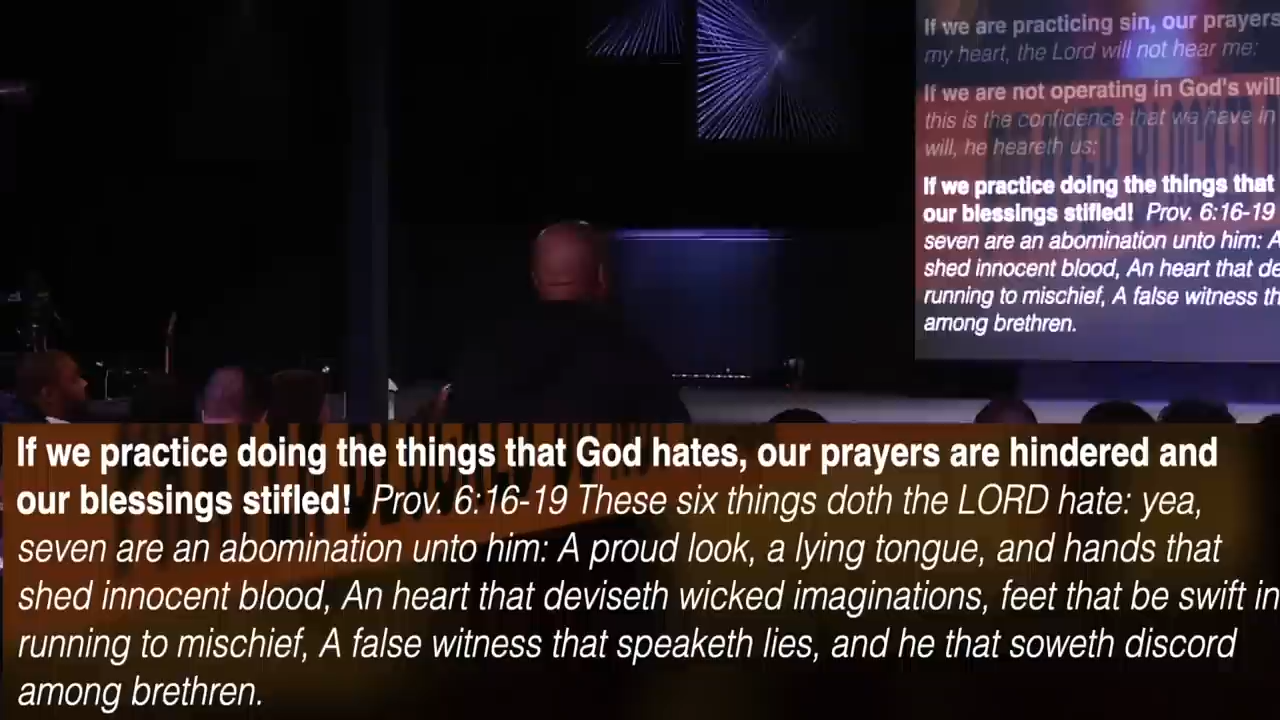 If we are practicing sin, our prayers
my heart, the Lord will not hear me:
If we are not operating in God's will
this is the confidence that we have in
will, he heareth us:
If we practice doing the things that
our blessings stifled! Prov. 6:16-19
seven are an abomination unto him: A
shed innocent blood, An heart that de
running to mischief, A false witness th
among brethren.
If we practice doing the things that God hates, our prayers are hindered and
our blessings stifled! Prov. 6:16-19 These six things doth the LORD hate: yea,
seven are an abomination unto him: A proud look, a lying tongue, and hands that
shed innocent blood, An heart that deviseth wicked imaginations, feet that be swift in
running to mischief, A false witness that speaketh lies, and he that soweth discord
among brethren.